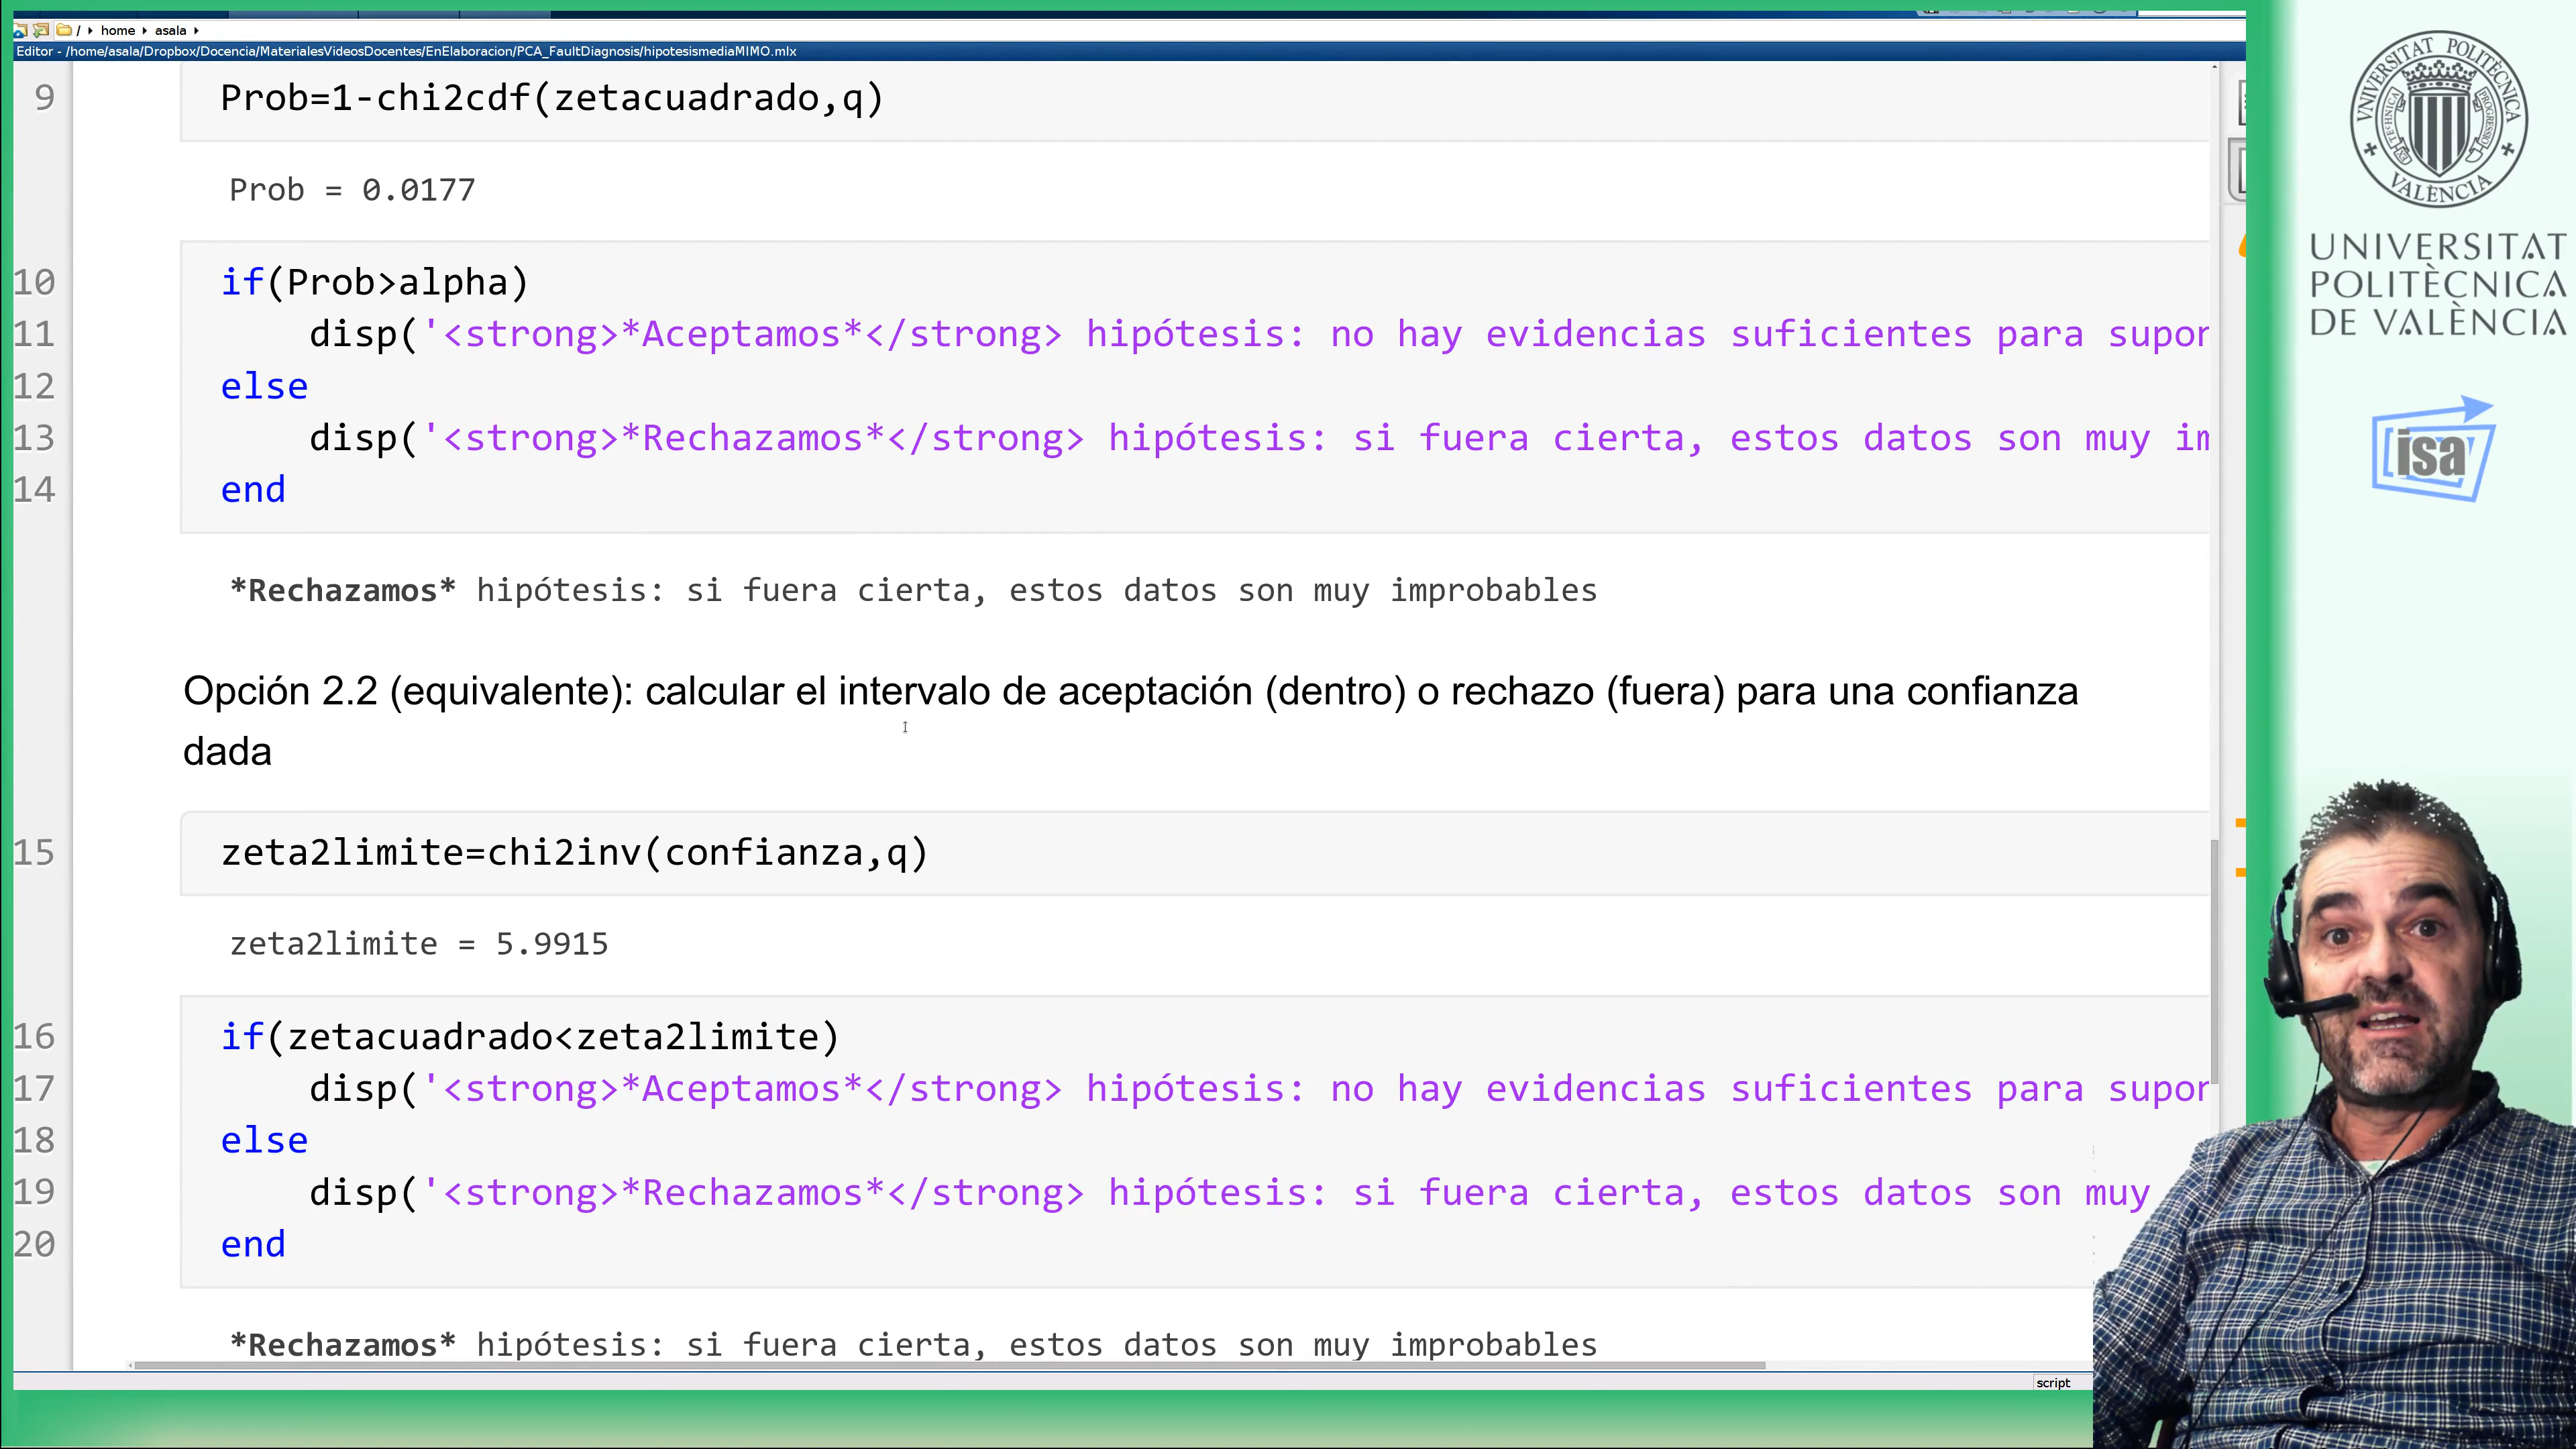 / ▸ home ▸ asala ▸
Editor - /home/asala/Dropbox/Docencia/MaterialesVideosDocentes/EnElaboracion/PCA_FaultDiagnosis/hipotesismediaMIMO.mlx
9 Prob=1-chi2cdf(zetacuadrado,q)
Prob = 0.0177
10 if(Prob>alpha)
11 disp('<strong>*Aceptamos*</strong> hipótesis: no hay evidencias suficientes para supor
12 else
13 disp('<strong>*Rechazamos*</strong> hipótesis: si fuera cierta, estos datos son muy im
14 end
*Rechazamos* hipótesis: si fuera cierta, estos datos son muy improbables
Opción 2.2 (equivalente): calcular el intervalo de aceptación (dentro) o rechazo (fuera) para una confianza
dada
15 zeta2limite=chi2inv(confianza,q)
zeta2limite = 5.9915
16 if(zetacuadrado<zeta2limite)
17 disp('<strong>*Aceptamos*</strong> hipótesis: no hay evidencias suficientes para supor
18 else
19 disp('<strong>*Rechazamos*</strong> hipótesis: si fuera cierta, estos datos son muy
20 end
*Rechazamos* hipótesis: si fuera cierta, estos datos son muy improbables
script
UNIVERSITAT POLITÈCNICA
VALÈNCIA
UNIVERSITAT
POLITÈCNICA
DE VALÈNCIA
isa